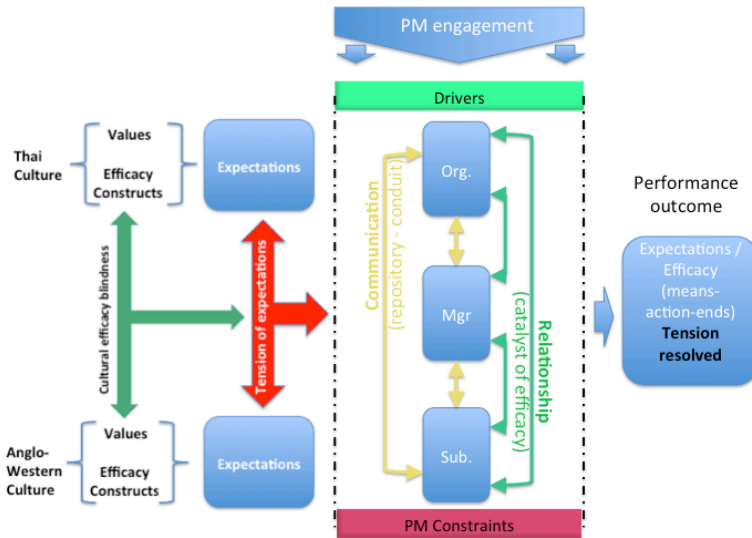 PM engagement
Drivers
Thai
Culture
Values
Efficacy
Constructs
Expectations
Cultural efficacy blindness
Tension of expectations
Anglo-
Western
Culture
Values
Efficacy
Constructs
Expectations
Communication
(repository - conduit)
Org.
Mgr
Sub.
Relationship
(catalyst of efficacy)
PM Constraints
Performance
outcome
Expectations /
Efficacy
(means-
action-ends)
Tension
resolved